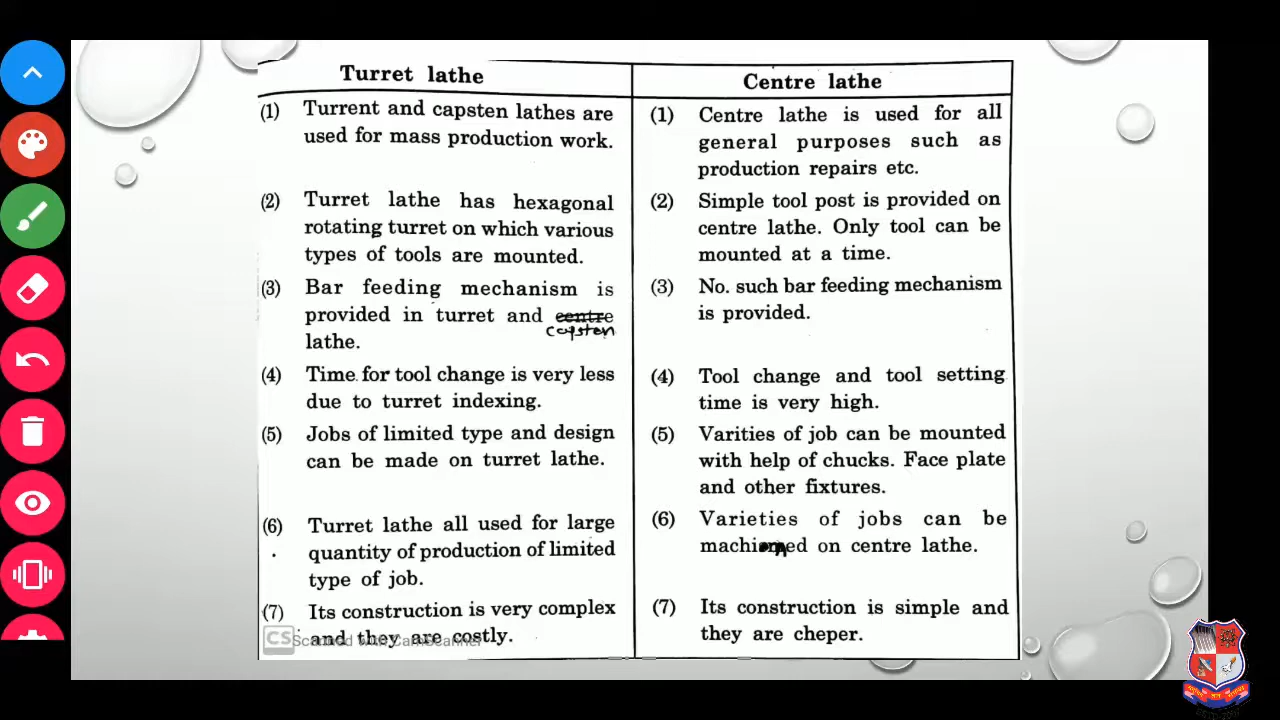 Turret lathe
Centre lathe
(1) Turrent and capsten lathes are
used for mass production work.
(1) Centre lathe is used for all
general purposes such as
production repairs etc.
(2) Turret lathe has hexagonal
rotating turret on which various
types of tools are mounted.
(2) Simple tool post is provided on
centre lathe. Only tool can be
mounted at a time.
(3) Bar feeding mechanism is
provided in turret and centre
capsten
lathe.
(3) No. such bar feeding mechanism
is provided.
(4) Time for tool change is very less
due to turret indexing.
(4) Tool change and tool setting
time is very high.
(5) Jobs of limited type and design
can be made on turret lathe.
(5) Varities of job can be mounted
with help of chucks. Face plate
and other fixtures.
(6) Turret lathe all used for large
quantity of production of limited
type of job.
(6) Varieties of jobs can be
machined on centre lathe.
(7) Its construction is very complex
and they are costly.
(7) Its construction is simple and
they are cheper.
CS Scanned with CamScanner